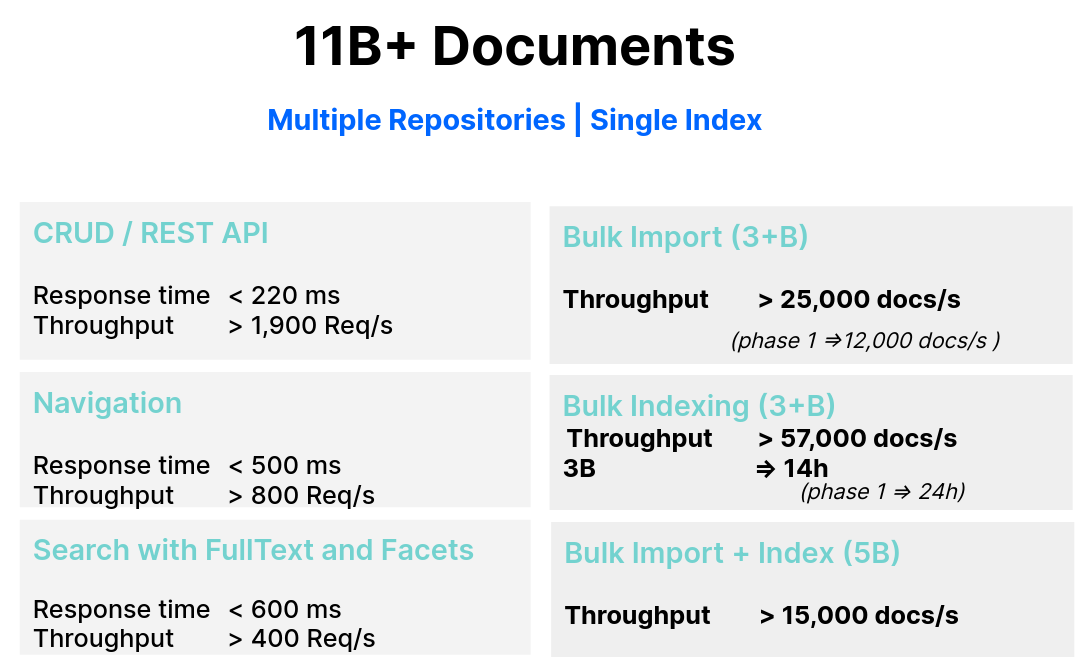 11B+ Documents
Multiple Repositories | Single Index
CRUD / REST API
Response time < 220 ms
Throughput > 1,900 Req/s
Navigation
Response time < 500 ms
Throughput > 800 Req/s
Search with FullText and Facets
Response time < 600 ms
Throughput > 400 Req/s
Bulk Import (3+B)
Throughput > 25,000 docs/s
(phase 1 ⇒12,000 docs/s )
Bulk Indexing (3+B)
Throughput > 57,000 docs/s
3B ⇒ 14h
(phase 1 ⇒ 24h)
Bulk Import + Index (5B)
Throughput > 15,000 docs/s